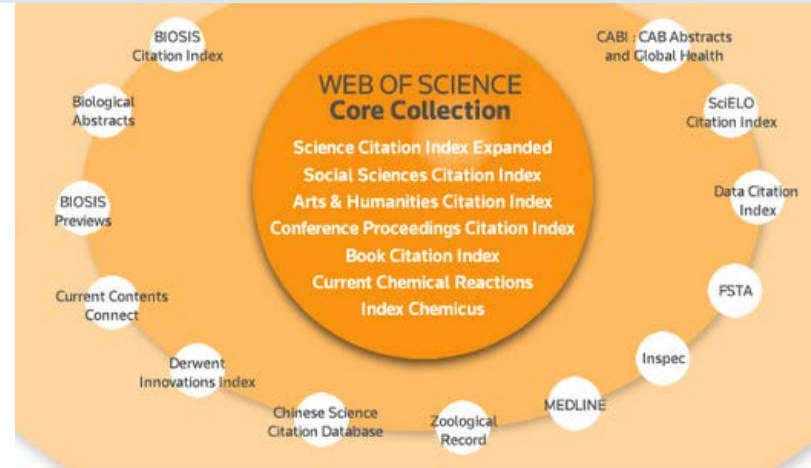 WEB OF SCIENCE
Core Collection
Science Citation Index Expanded
Social Sciences Citation Index
Arts & Humanities Citation Index
Conference Proceedings Citation Index
Book Citation Index
Current Chemical Reactions
Index Chemicus
BIOSIS
Citation Index
Biological
Abstracts
BIOSIS
Previews
Current Contents
Connect
Derwent
Innovations Index
Chinese Science
Citation Database
Zoological
Record
MEDLINE
Inspec
FSTA
Data Citation
Index
SciELO
Citation Index
CABI : CAB Abstracts
and Global Health